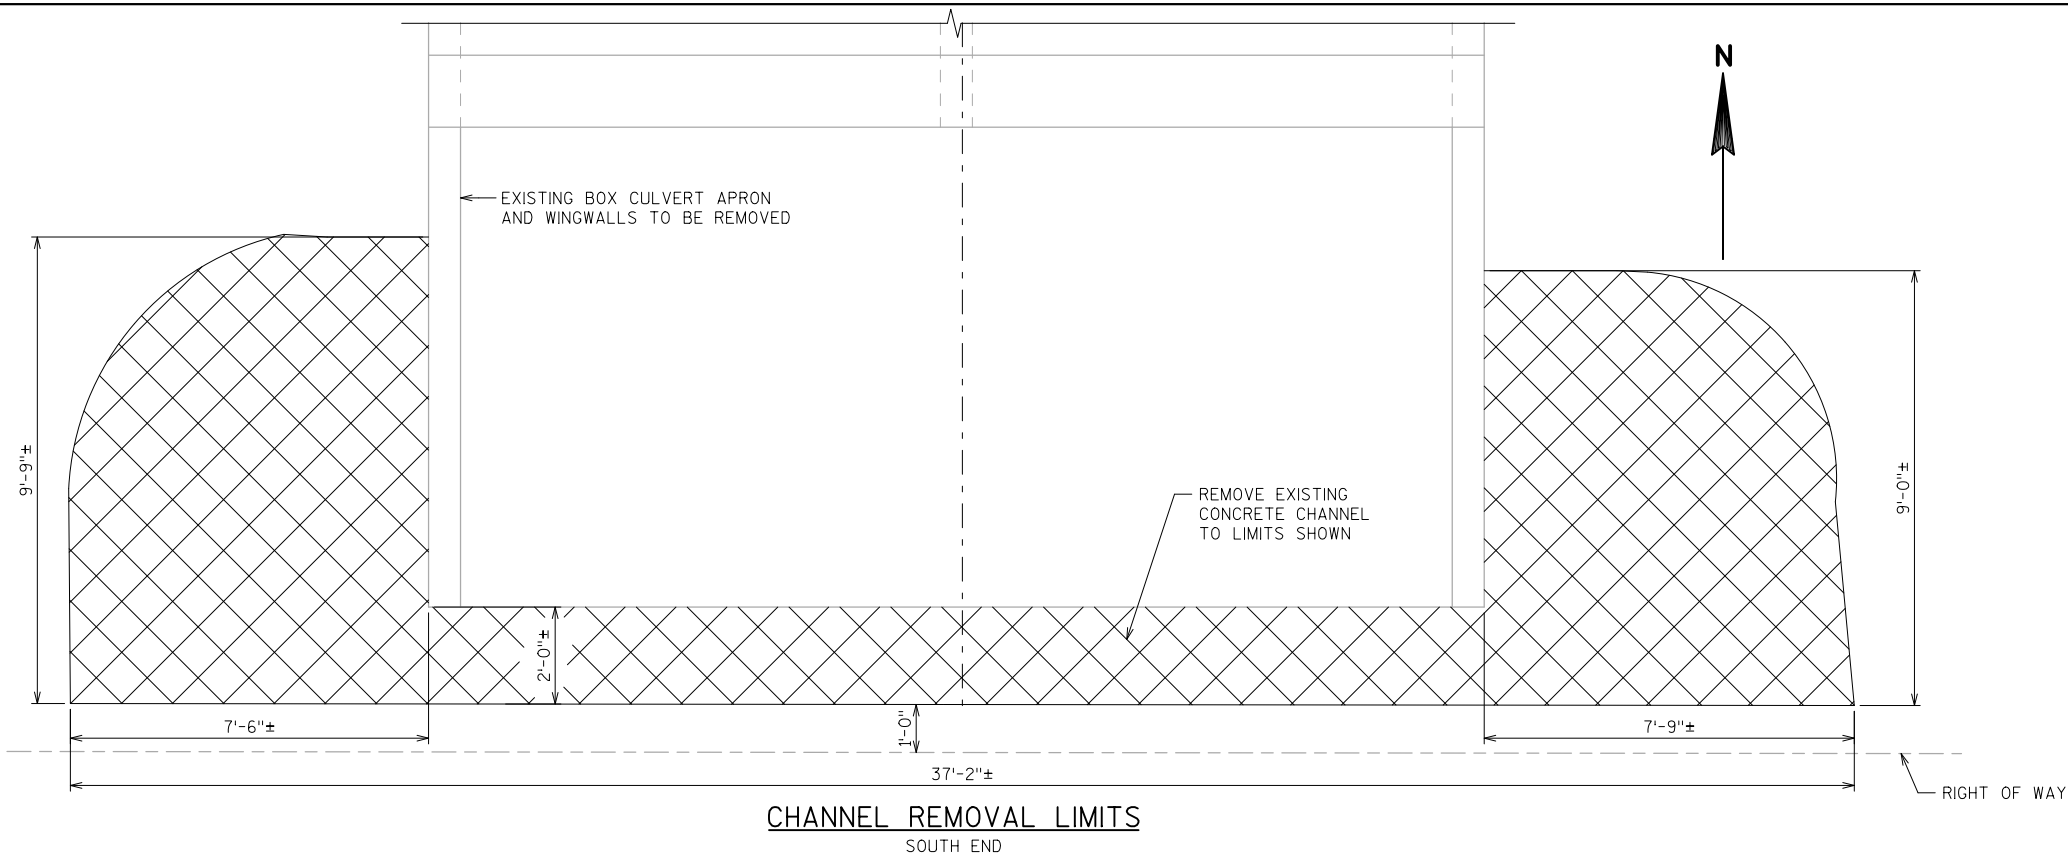 N
EXISTING BOX CULVERT APRON
AND WINGWALLS TO BE REMOVED
9'-9"±
REMOVE EXISTING
CONCRETE CHANNEL
TO LIMITS SHOWN
9'-0"±
2'-0"±
7'-6"±
1'-0"
7'-9"±
37'-2"±
RIGHT OF WAY
CHANNEL REMOVAL LIMITS
SOUTH END